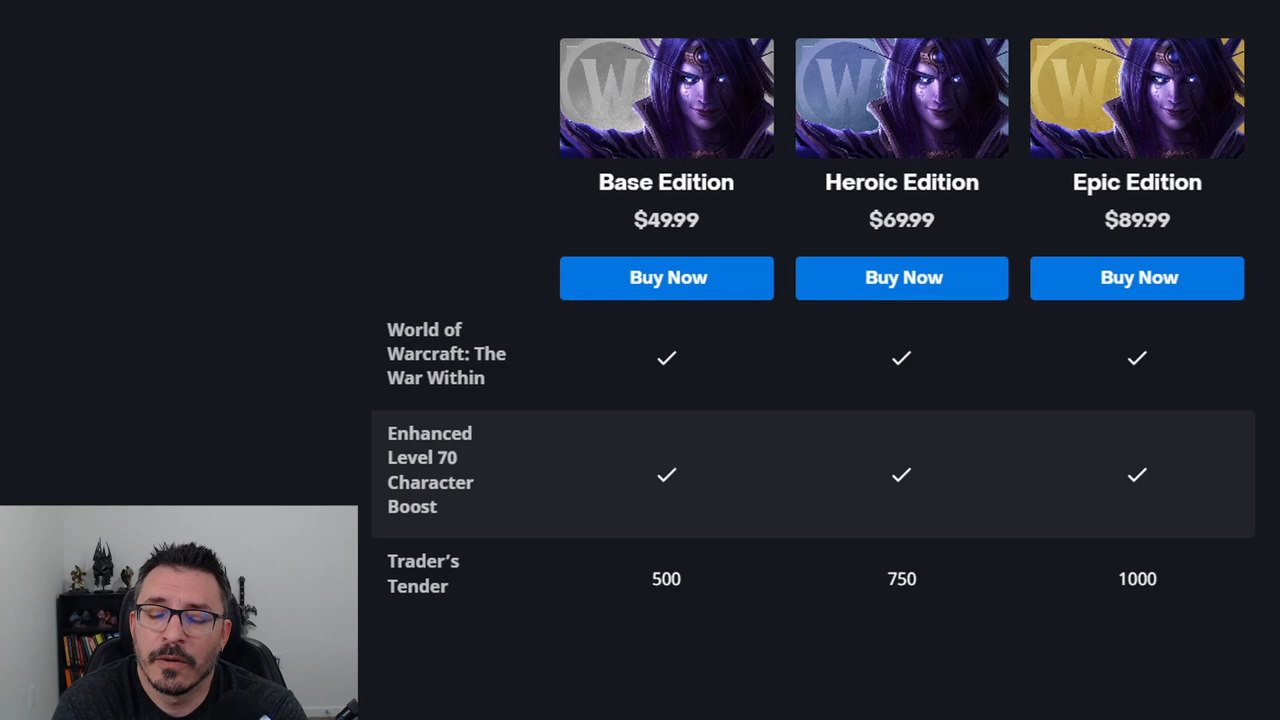 Base Edition
Heroic Edition
Epic Edition
$49.99
$69.99
$89.99
Buy Now
Buy Now
Buy Now
World of
Warcraft: The
War Within
Enhanced
Level 70
Character
Boost
Trader’s
Tender
500
750
1000